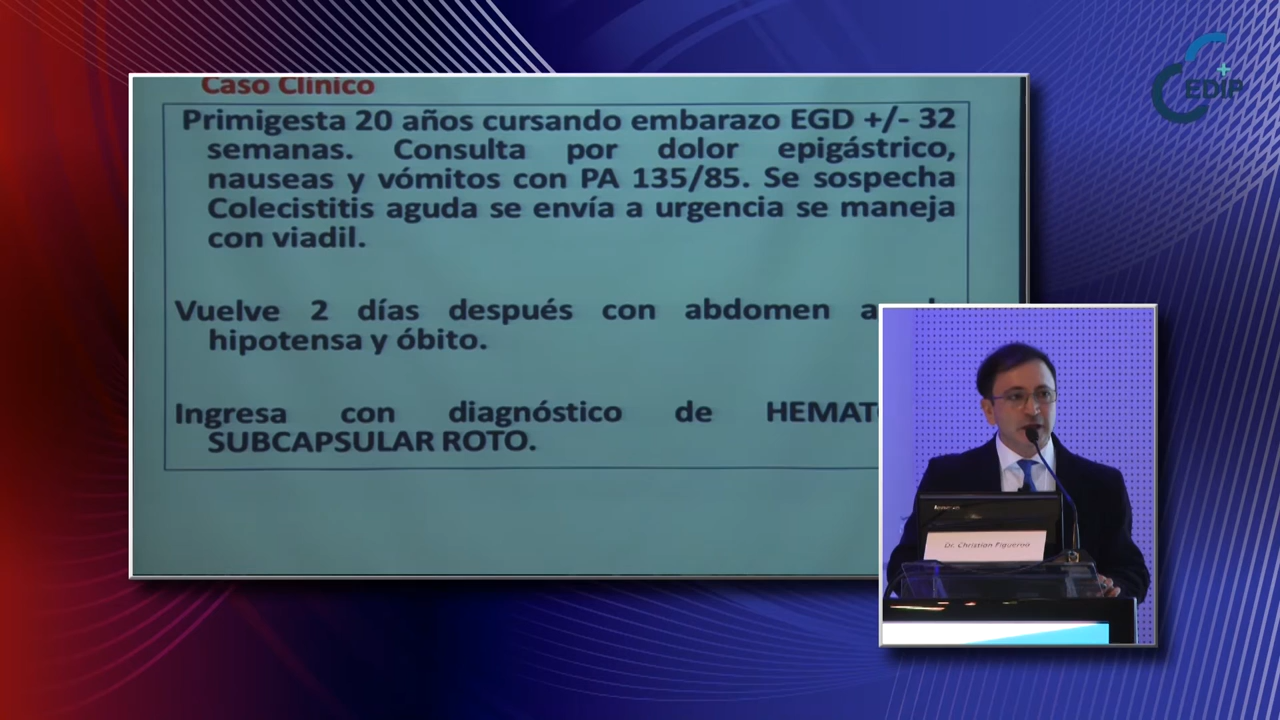 Caso Clínico
Primigesta 20 años cursando embarazo EGD +/- 32
semanas. Consulta por dolor epigástrico,
nauseas y vómitos con PA 135/85. Se sospecha
Colecistitis aguda se envía a urgencia se maneja
con viadil.
Vuelve 2 días después con abdomen
hipotensa y óbito.
Ingresa con diagnóstico de
SUBCAPSULAR ROTO.
CEDIP
Dr. Christian Figueroa